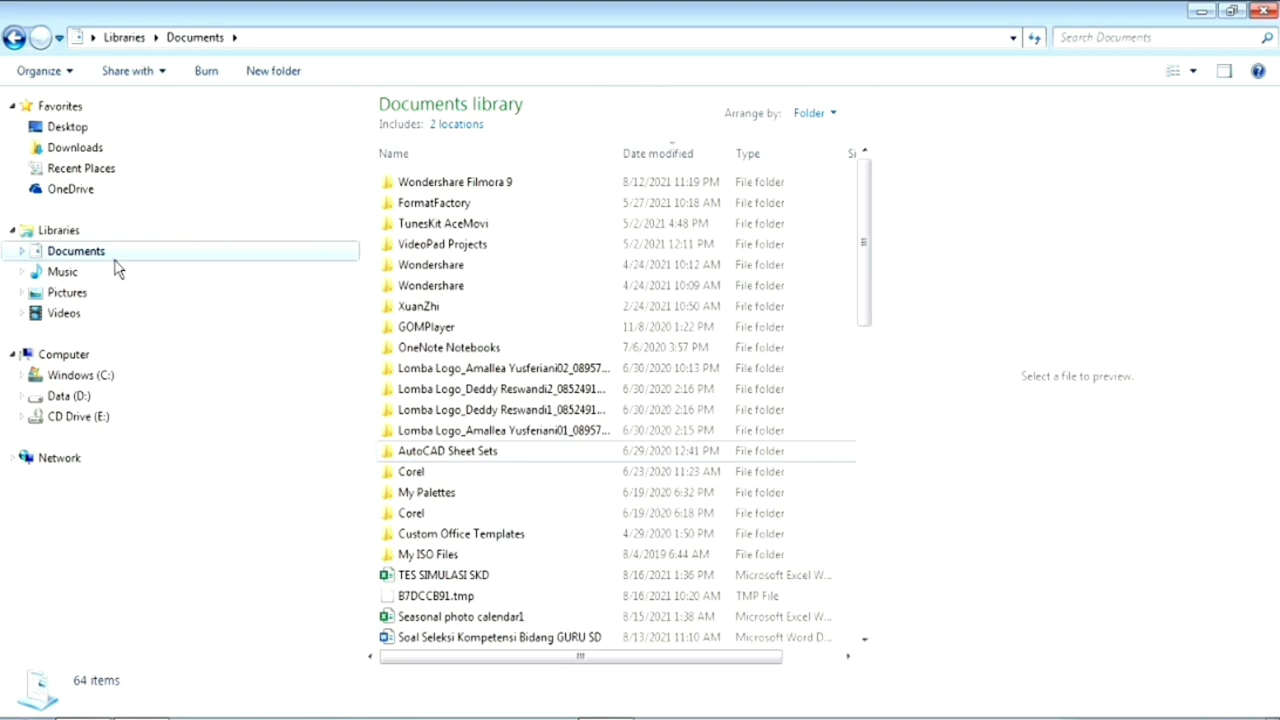 Libraries Documents
Search Documents
Organize Share with Burn New folder
Favorites
Desktop
Downloads
Recent Places
OneDrive
Libraries
Documents
Music
Pictures
Videos
Computer
Windows (C:)
Data (D:)
CD Drive (E:)
Network
Documents library
Includes: 2 locations
Arrange by: Folder
Name Date modified Type Si
Wondershare Filmora 9 8/12/2021 11:19 PM File folder
FormatFactory 5/27/2021 10:18 AM File folder
TunesKit AceMovi 5/2/2021 4:48 PM File folder
VideoPad Projects 5/2/2021 12:11 PM File folder
Wondershare 4/24/2021 10:12 AM File folder
Wondershare 4/24/2021 10:09 AM File folder
XuanZhi 2/24/2021 10:50 AM File folder
GOMPlayer 11/8/2020 1:22 PM File folder
OneNote Notebooks 7/6/2020 3:57 PM File folder
Lomba Logo_Amallea Yusferiani02_08957... 6/30/2020 10:13 PM File folder
Lomba Logo_Deddy Reswandi2_0852491... 6/30/2020 2:16 PM File folder
Lomba Logo_Deddy Reswandi1_0852491... 6/30/2020 2:16 PM File folder
Lomba Logo_Amallea Yusferiani01_08957... 6/30/2020 2:15 PM File folder
AutoCAD Sheet Sets 6/29/2020 12:41 PM File folder
Corel 6/23/2020 11:23 AM File folder
My Palettes 6/19/2020 6:32 PM File folder
Corel 6/19/2020 6:18 PM File folder
Custom Office Templates 4/29/2020 1:50 PM File folder
My ISO Files 8/4/2019 6:44 AM File folder
TES SIMULASI SKD 8/16/2021 1:36 PM Microsoft Excel W...
B7DCCB91.tmp 8/16/2021 10:20 AM TMP File
Seasonal photo calendar1 8/15/2021 1:38 AM Microsoft Excel W...
Soal Seleksi Kompetensi Bidang GURU SD 8/13/2021 11:10 AM Microsoft Word D...
Select a file to preview.
64 items